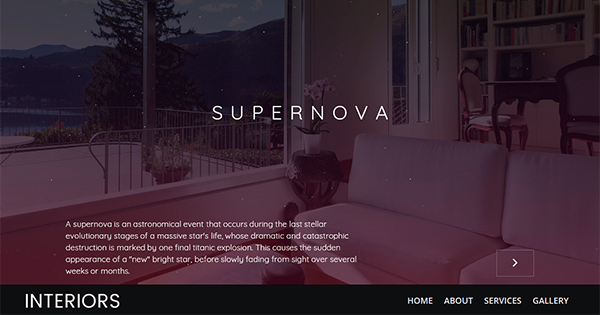 SUPERNOVA
A supernova is an astronomical event that occurs during the last stellar
evolutionary stages of a massive star's life, whose dramatic and catastrophic
destruction is marked by one final titanic explosion. This causes the sudden
appearance of a "new" bright star, before slowly fading from sight over several
weeks or months.
INTERIORS HOME ABOUT SERVICES GALLERY